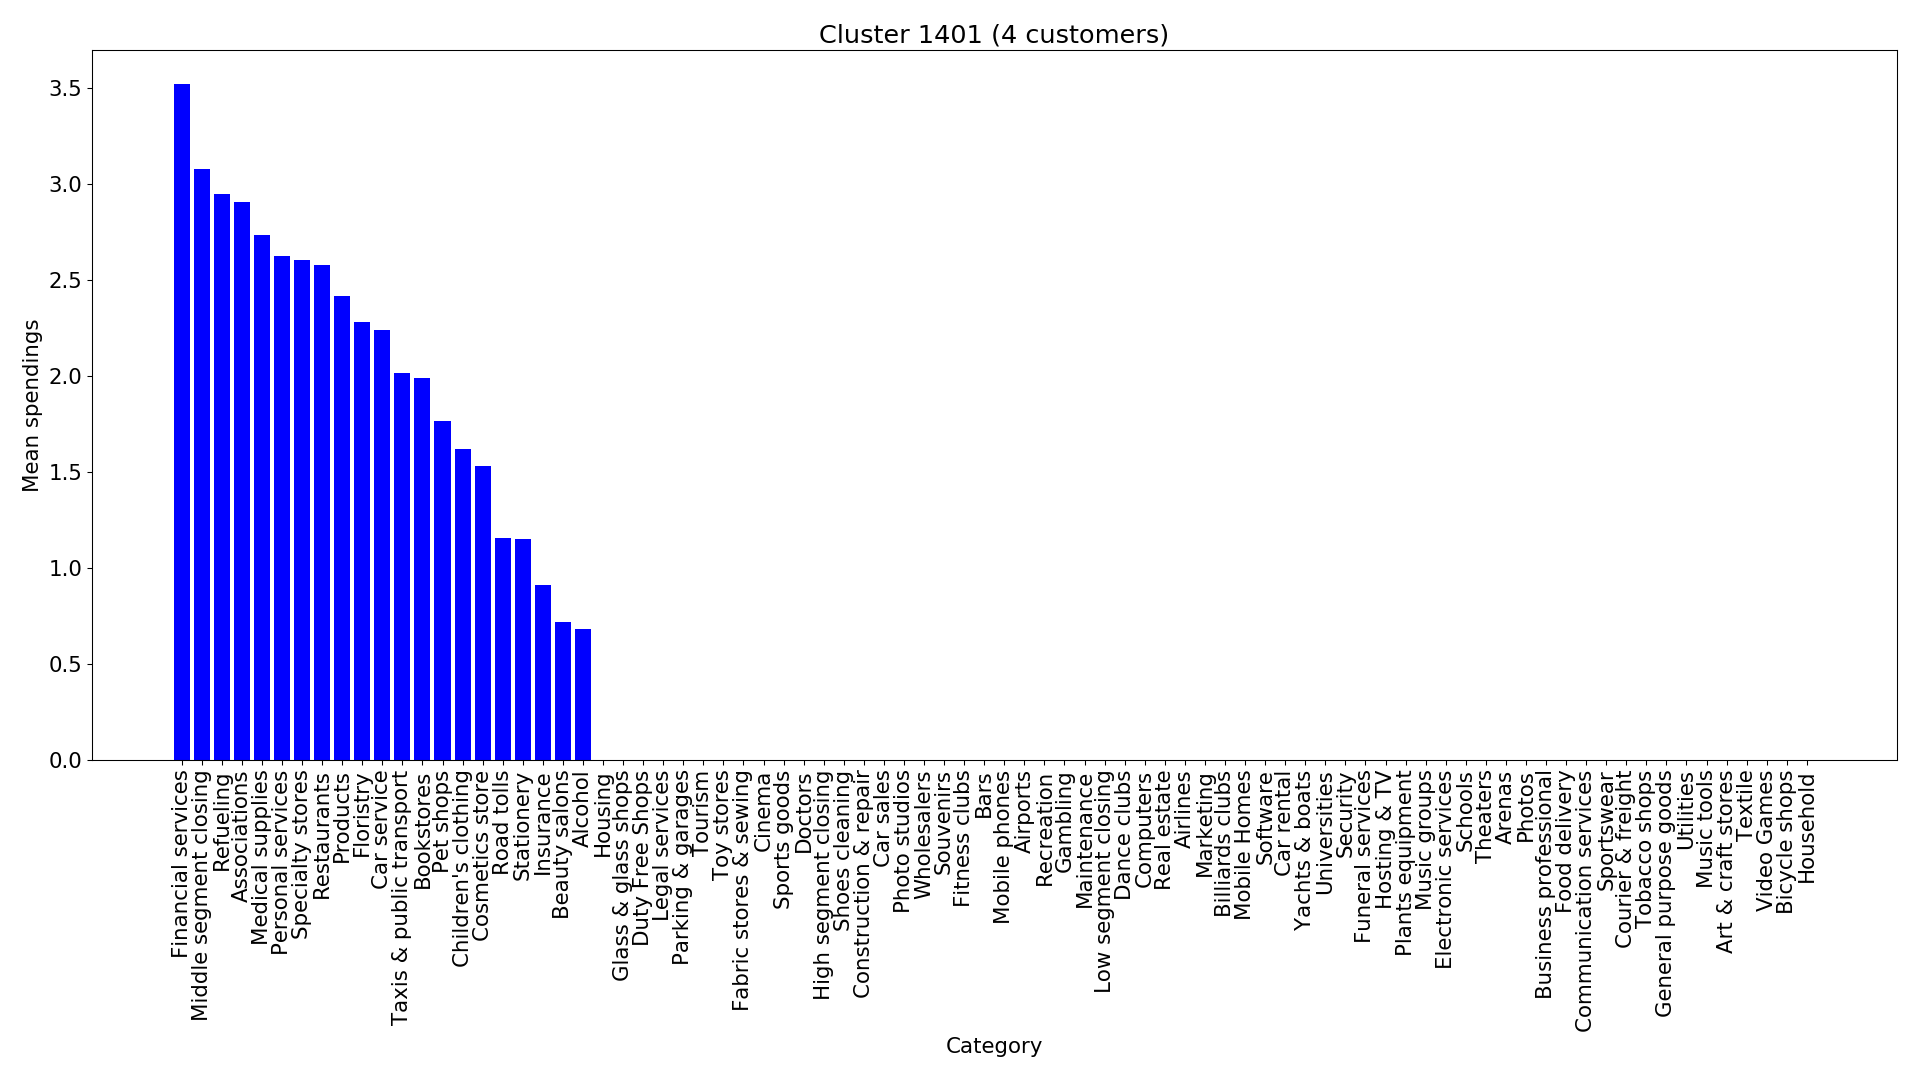 Cluster 1401 (4 customers)
Mean spendings
3.5
3.0
2.5
2.0
1.5
1.0
0.5
0.0
Financial services
Middle segment closing
Refueling
Associations
Medical supplies
Personal services
Specialty stores
Restaurants
Products
Floristry
Car service
Taxis & public transport
Bookstores
Pet shops
Children's clothing
Cosmetics store
Road tolls
Stationery
Insurance
Beauty salons
Alcohol
Housing
Glass & glass shops
Duty Free Shops
Legal services
Parking & garages
Tourism
Toy stores
Fabric stores & sewing
Cinema
Sports goods
Doctors
High segment closing
Shoes cleaning
Construction & repair
Car sales
Photo studios
Wholesalers
Souvenirs
Fitness clubs
Bars
Mobile phones
Airports
Recreation
Gambling
Maintenance
Low segment closing
Dance clubs
Computers
Real estate
Airlines
Marketing
Billiards clubs
Mobile Homes
Software
Car rental
Yachts & boats
Universities
Security
Funeral services
Hosting & TV
Plants equipment
Music groups
Electronic services
Schools
Theaters
Arenas
Photos
Business professional
Food delivery
Communication services
Sportswear
Courier & freight
Tobacco shops
General purpose goods
Utilities
Music tools
Art & craft stores
Textile
Video Games
Bicycle shops
Household
Category